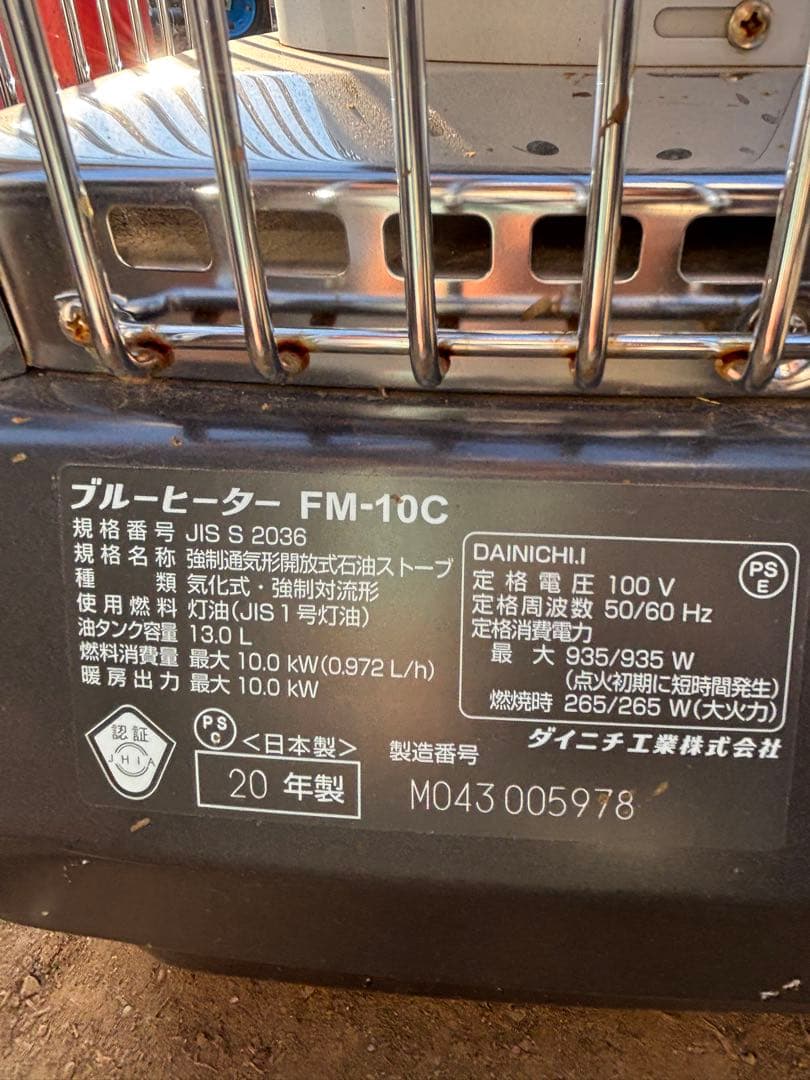 ブルーヒーター FM-10C
規格番号 JIS S 2036
規格名称 強制通気形開放式石油ストーブ
種類 気化式・強制対流形
使用燃料 灯油(JIS1号灯油)
油タンク容量 13.0 L
燃料消費量 最大 10.0 kW(0.972 L/h)
暖房出力 最大 10.0 kW
認証
JHIA
PS
C
<日本製>
20 年製
製造番号
M043 005978
DAINICHI.I
PS
E
定格電圧 100 V
定格周波数 50/60 Hz
定格消費電力
最大 935/935 W
(点火初期に短時間発生)
燃焼時 265/265 W(大火力)
ダイニチ工業株式会社